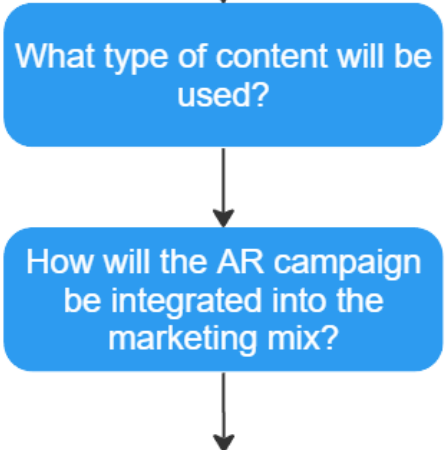 What type of content will be
used?
How will the AR campaign
be integrated into the
marketing mix?